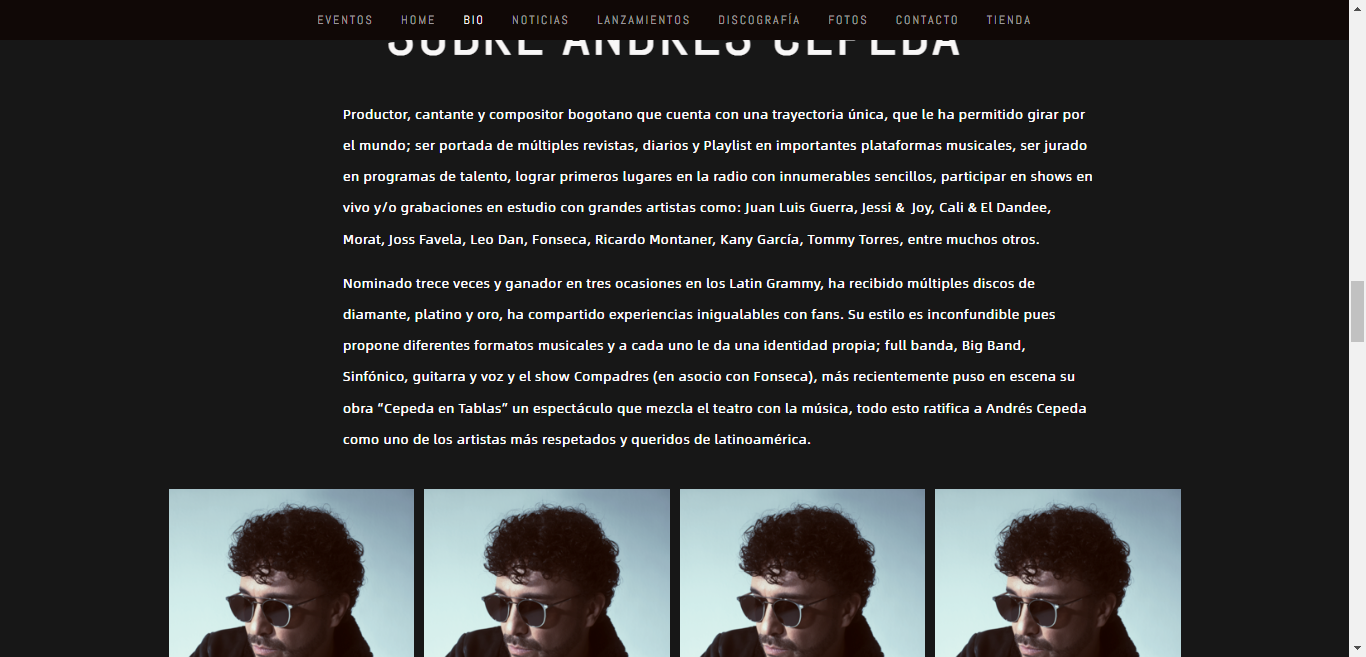 EVENTOS HOME BIO NOTICIAS LANZAMIENTOS DISCOGRAFÍA FOTOS CONTACTO TIENDA
SOBRE ANDRÉS CEPEDA
Productor, cantante y compositor bogotano que cuenta con una trayectoria única, que le ha permitido girar por
el mundo; ser portada de múltiples revistas, diarios y Playlist en importantes plataformas musicales, ser jurado
en programas de talento, lograr primeros lugares en la radio con innumerables sencillos, participar en shows en
vivo y/o grabaciones en estudio con grandes artistas como: Juan Luis Guerra, Jessi & Joy, Cali & El Dandee,
Morat, Joss Favela, Leo Dan, Fonseca, Ricardo Montaner, Kany García, Tommy Torres, entre muchos otros.
Nominado trece veces y ganador en tres ocasiones en los Latin Grammy, ha recibido múltiples discos de
diamante, platino y oro, ha compartido experiencias inigualables con fans. Su estilo es inconfundible pues
propone diferentes formatos musicales y a cada uno le da una identidad propia; full banda, Big Band,
Sinfónico, guitarra y voz y el show Compadres (en asocio con Fonseca), más recientemente puso en escena su
obra “Cepeda en Tablas” un espectáculo que mezcla el teatro con la música, todo esto ratifica a Andrés Cepeda
como uno de los artistas más respetados y queridos de latinoamérica.